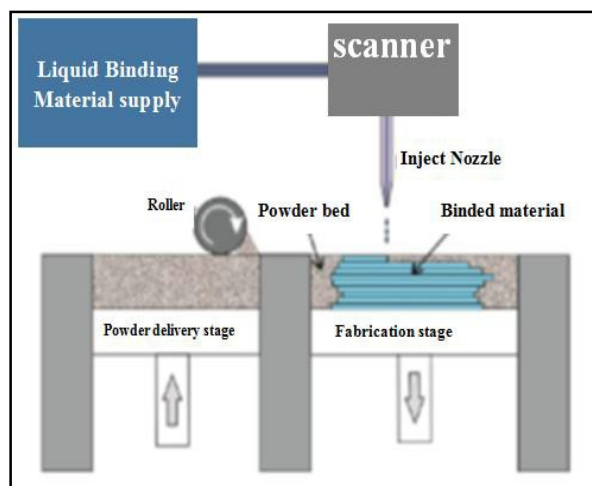 scanner
Liquid Binding
Material supply
Inject Nozzle
Roller
Powder bed
Binded material
Powder delivery stage
Fabrication stage